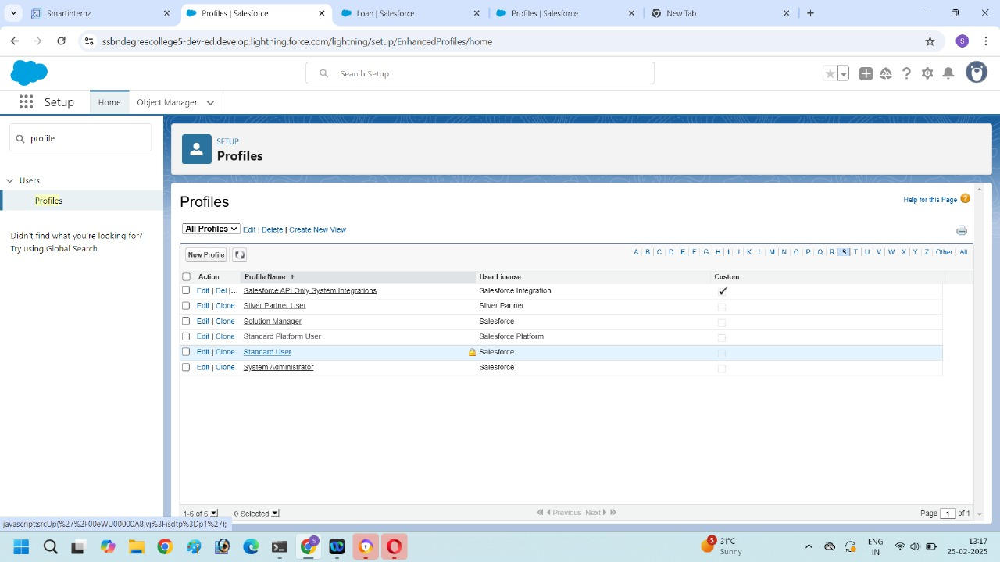 Smartinternz
Profiles | Salesforce
Loan | Salesforce
Profiles | Salesforce
New Tab
ssbndegreecollege5-dev-ed.develop.lightning.force.com/lightning/setup/EnhancedProfiles/home
S
Search Setup
Setup
Home
Object Manager
profile
Users
Profiles
Didn't find what you're looking for?
Try using Global Search.
SETUP
Profiles
Profiles
Help for this Page
All Profiles Edit | Delete | Create New View
New Profile
A | B | C | D | E | F | G | H | I | J | K | L | M | N | O | P | Q | R | S | T | U | V | W | X | Y | Z | Other | All
Action Profile Name User License Custom
Edit | Del |... Salesforce API Only System Integrations Salesforce Integration
Edit | Clone Silver Partner User Silver Partner
Edit | Clone Solution Manager Salesforce
Edit | Clone Standard Platform User Salesforce Platform
Edit | Clone Standard User Salesforce
Edit | Clone System Administrator Salesforce
1-6 of 6 0 Selected Previous Next Page 1 of 1
javascript:srcUp(%27%2F00eWU00000A8jvj%3Fisdtp%3Dp1%27);
S
5
31°C
Sunny
ENG
IN
13:17
25-02-2025